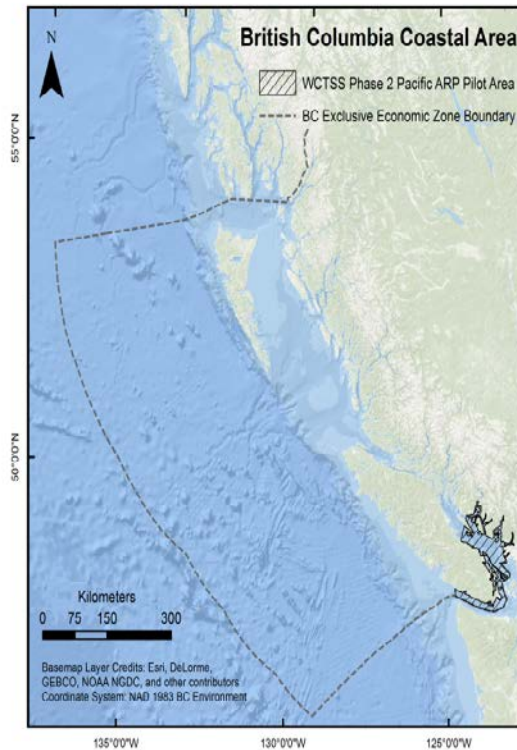 British Columbia Coastal Area
N
WCTSS Phase 2 Pacific ARP Pilot Area
BC Exclusive Economic Zone Boundary
55°0'0"N
50°0'0"N
Kilometers
0 75 150 300
Basemap Layer Credits: Esri, DeLorme,
GEBCO, NOAA NGDC, and other contributors
Coordinate System: NAD 1983 BC Environment
135°0'0"W 130°0'0"W 125°0'0"W